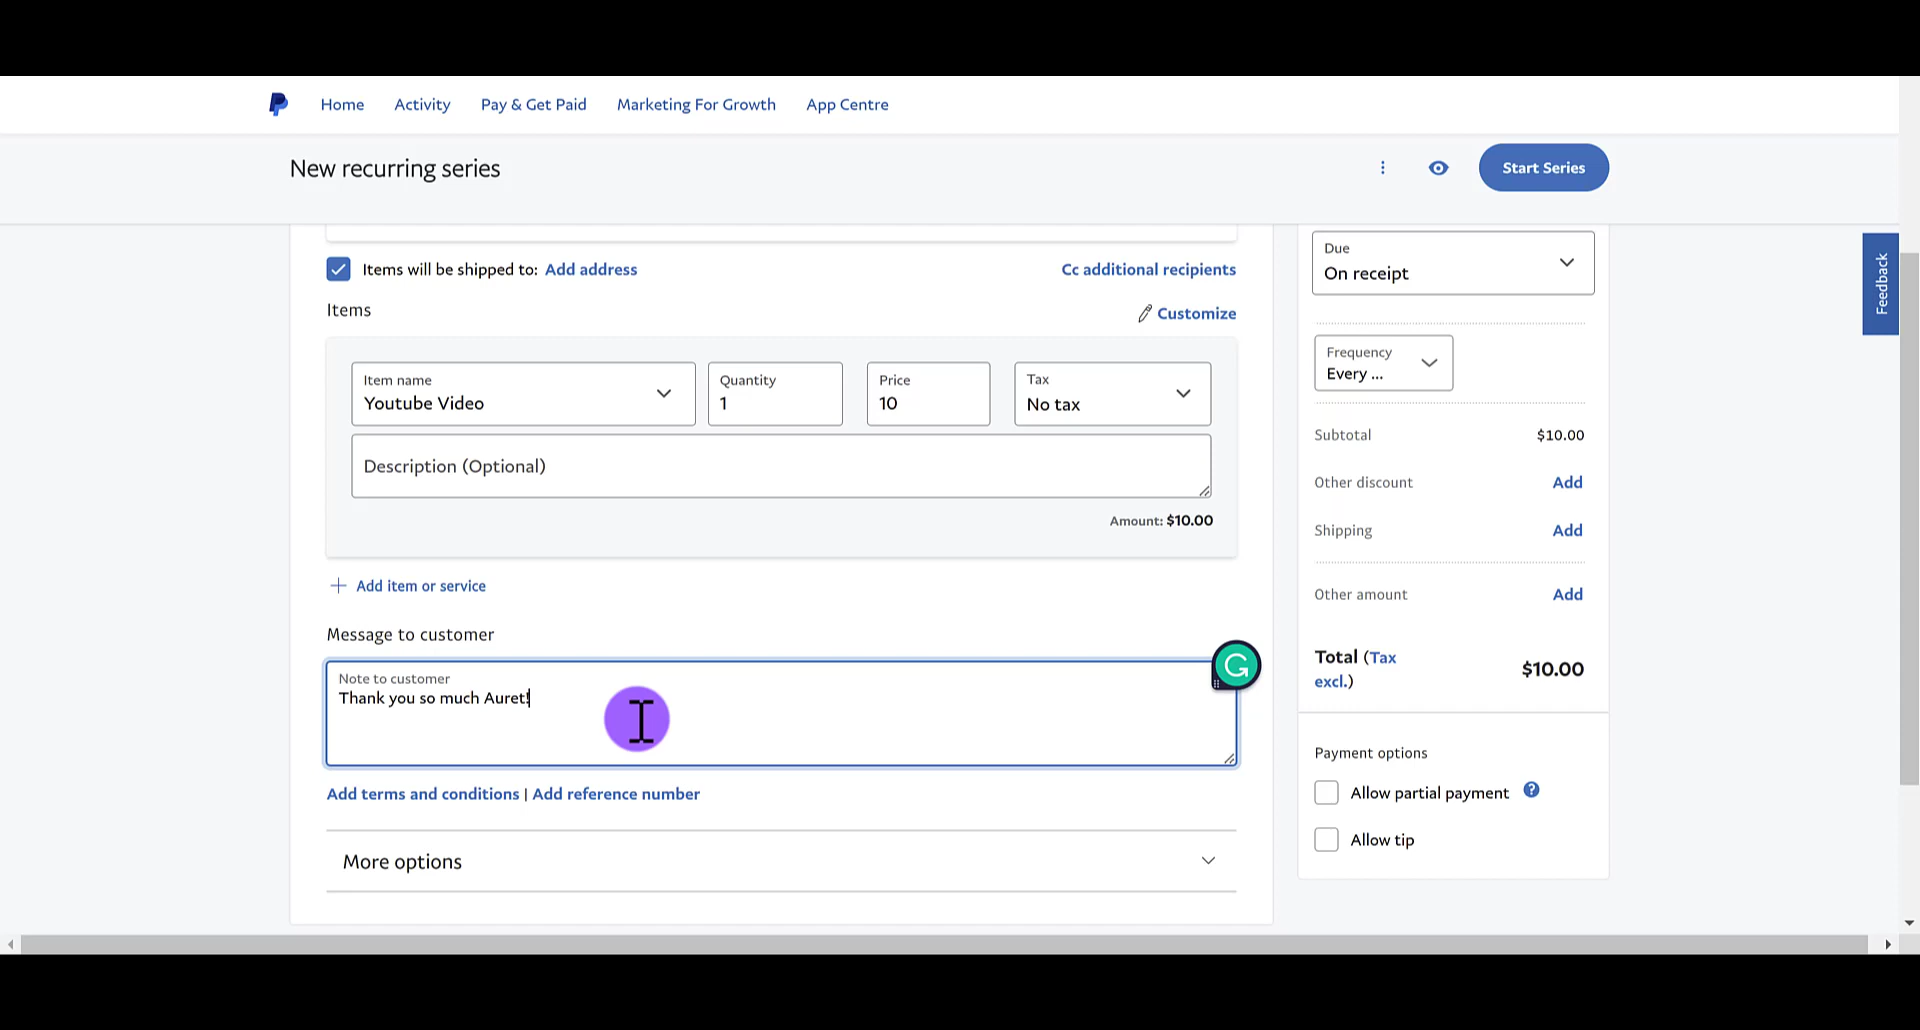 Home Activity Pay & Get Paid Marketing For Growth App Centre
New recurring series
Start Series
Feedback
Items will be shipped to: Add address
Cc additional recipients
Items
Customize
Item name
Youtube Video
Quantity
1
Price
10
Tax
No tax
Description (Optional)
Amount: $10.00
Add item or service
Message to customer
Note to customer
Thank you so much Auret!
Add terms and conditions | Add reference number
More options
Due
On receipt
Frequency
Every ...
Subtotal $10.00
Other discount Add
Shipping Add
Other amount Add
Total (Tax
excl.)
$10.00
Payment options
Allow partial payment ?
Allow tip